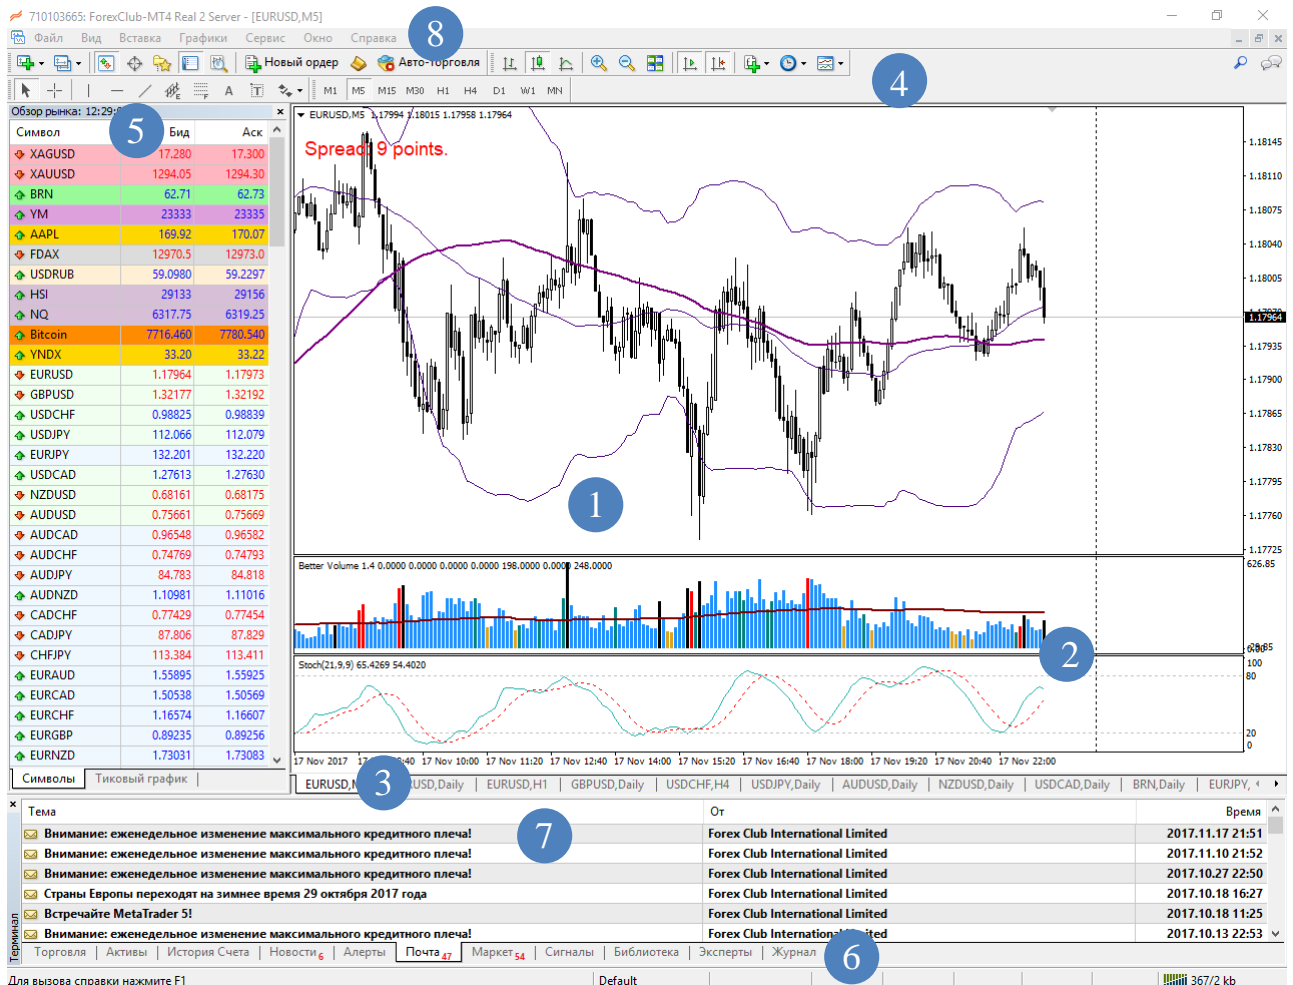 710103665: ForexClub-MT4 Real 2 Server - [EURUSD,M5]
Файл Вид Вставка Графики Сервис Окно Справка
8
Новый ордер Авто-Торговля
4
A T M1 M5 M15 M30 H1 H4 D1 W1 MN
Обзор рынка: 12:29:
5
Символ Бид Аск
XAGUSD 17.280 17.300
XAUUSD 1294.05 1294.30
BRN 62.71 62.73
YM 23333 23335
AAPL 169.92 170.07
FDAX 12970.5 12973.0
USDRUB 59.0980 59.2297
HSI 29133 29156
NQ 6317.75 6319.25
Bitcoin 7716.460 7780.540
YNDX 33.20 33.22
EURUSD 1.17964 1.17973
GBPUSD 1.32177 1.32192
USDCHF 0.98825 0.98839
USDJPY 112.066 112.079
EURJPY 132.201 132.220
USDCAD 1.27613 1.27630
NZDUSD 0.68161 0.68175
AUDUSD 0.75661 0.75669
AUDCAD 0.96548 0.96582
AUDCHF 0.74769 0.74793
AUDJPY 84.783 84.818
AUDNZD 1.10981 1.11016
CADCHF 0.77429 0.77454
CADJPY 87.806 87.829
CHFJPY 113.384 113.411
EURAUD 1.55895 1.55925
EURCAD 1.50538 1.50569
EURCHF 1.16574 1.16607
EURGBP 0.89235 0.89256
EURNZD 1.73031 1.73083
Символы Тиковый график
EURUSD,M5 1.17994 1.18015 1.17958 1.17964
Spread: 9 points.
1.18145
1.18110
1.18075
1.18040
1.18005
1.17964
1.17935
1.17900
1.17865
1.17830
1.17795
1.17760
1.17725
1
Better Volume 1.4 0.0000 0.0000 0.0000 0.0000 198.0000 0.0000 248.0000
626.85
2
Stoch(21,9,9) 65.4269 54.4020
100
80
20
0
17 Nov 2017 17 Nov 10:00 17 Nov 11:20 17 Nov 12:40 17 Nov 14:00 17 Nov 15:20 17 Nov 16:40 17 Nov 18:00 17 Nov 19:20 17 Nov 20:40 17 Nov 22:00
3
EURUSD,M USD,Daily EURUSD,H1 GBPUSD,Daily USDCHF,H4 USDJPY,Daily AUDUSD,Daily NZDUSD,Daily USDCAD,Daily BRN,Daily EURJPY,
Тема От Время
7
Внимание: еженедельное изменение максимального кредитного плеча! Forex Club International Limited 2017.11.17 21:51
Внимание: еженедельное изменение максимального кредитного плеча! Forex Club International Limited 2017.11.10 21:52
Внимание: еженедельное изменение максимального кредитного плеча! Forex Club International Limited 2017.10.27 22:50
Страны Европы переходят на зимнее время 29 октября 2017 года Forex Club International Limited 2017.10.18 16:27
Встречайте MetaTrader 5! Forex Club International Limited 2017.10.18 11:25
Внимание: еженедельное изменение максимального кредитного плеча! Forex Club International Limited 2017.10.13 22:53
Терминал
Торговля Активы История Счета Новости 6 Алерты Почта 47 Маркет 54 Сигналы Библиотека Эксперты Журнал
6
Для вызова справки нажмите F1 Default 367/2 kb